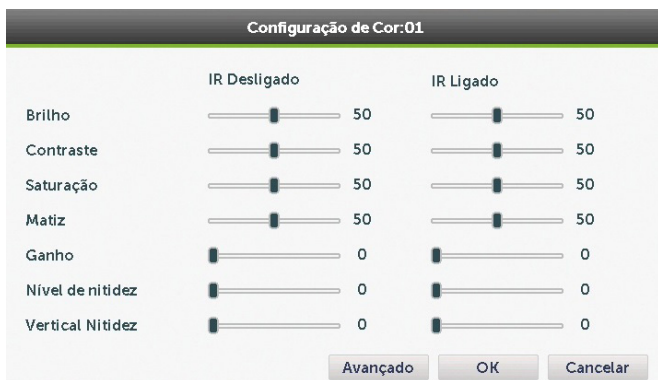 Configuração de Cor:01
IR Desligado IR Ligado
Brilho 50 50
Contraste 50 50
Saturação 50 50
Matiz 50 50
Ganho 0 0
Nível de nitidez 0 0
Vertical Nitidez 0 0
Avançado OK Cancelar